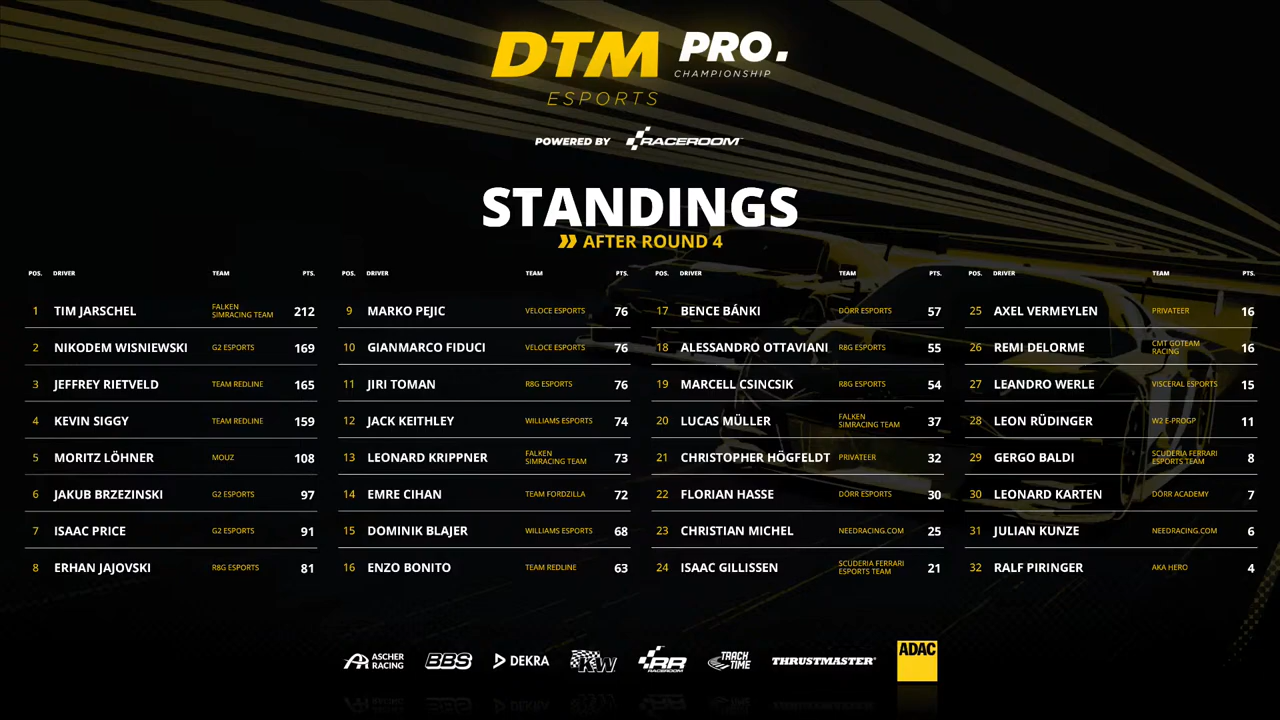 DTM PRO.
CHAMPIONSHIP
ESPORTS
POWERED BY RACEROOM
STANDINGS
AFTER ROUND 4
POS. DRIVER TEAM PTS.
1 TIM JARSCHEL FALKEN SIMRACING TEAM 212
2 NIKODEM WISNIEWSKI G2 ESPORTS 169
3 JEFFREY RIETVELD TEAM REDLINE 165
4 KEVIN SIGGY TEAM REDLINE 159
5 MORITZ LÖHNER MOUZ 108
6 JAKUB BRZEZINSKI G2 ESPORTS 97
7 ISAAC PRICE G2 ESPORTS 91
8 ERHAN JAJOVSKI R8G ESPORTS 81
POS. DRIVER TEAM PTS.
9 MARKO PEJIC VELOCE ESPORTS 76
10 GIANMARCO FIDUCI VELOCE ESPORTS 76
11 JIRI TOMAN R8G ESPORTS 76
12 JACK KEITHLEY WILLIAMS ESPORTS 74
13 LEONARD KRIPPNER FALKEN SIMRACING TEAM 73
14 EMRE CIHAN TEAM FORDZILLA 72
15 DOMINIK BLAJER WILLIAMS ESPORTS 68
16 ENZO BONITO TEAM REDLINE 63
POS. DRIVER TEAM PTS.
17 BENCE BÁNKI DÖRR ESPORTS 57
18 ALESSANDRO OTTAVIANI R8G ESPORTS 55
19 MARCELL CSINCSIK R8G ESPORTS 54
20 LUCAS MÜLLER FALKEN SIMRACING TEAM 37
21 CHRISTOPHER HÖGFELDT PRIVATEER 32
22 FLORIAN HASSE DÖRR ESPORTS 30
23 CHRISTIAN MICHEL NEEDRACING.COM 25
24 ISAAC GILLISSEN SCUDERIA FERRARI ESPORTS TEAM 21
POS. DRIVER TEAM PTS.
25 AXEL VERMEYLEN PRIVATEER 16
26 REMI DELORME CMT GOTEAM RACING 16
27 LEANDRO WERLE VISCERAL ESPORTS 15
28 LEON RÜDINGER W2 E-PROGP 11
29 GERGO BALDI SCUDERIA FERRARI ESPORTS TEAM 8
30 LEONARD KARTEN DÖRR ACADEMY 7
31 JULIAN KUNZE NEEDRACING.COM 6
32 RALF PIRINGER AKA HERO 4
ASCHER RACING BBS DEKRA KW RR RACEROOM TRACK TIME THRUSTMASTER ADAC